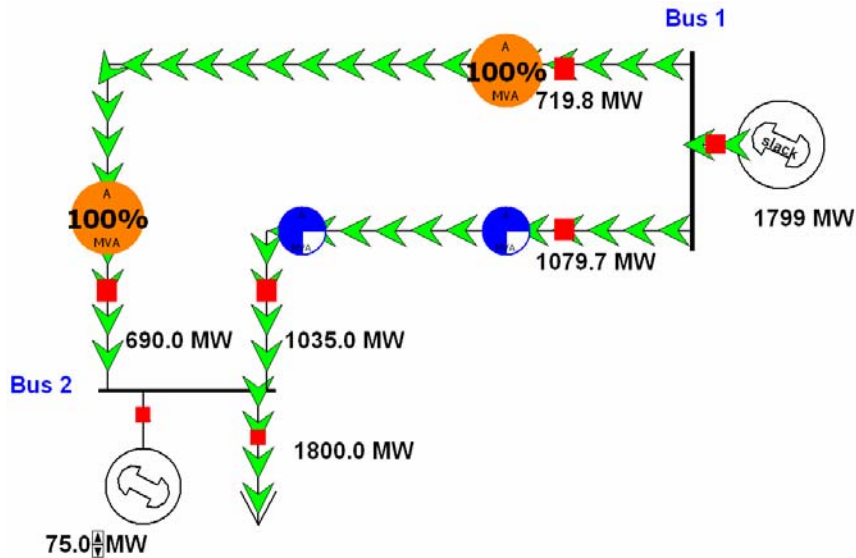 Bus 1
A
100%
MVA
719.8 MW
slack
1799 MW
A
100%
MVA
A
MVA
A
MVA
1079.7 MW
690.0 MW
1035.0 MW
Bus 2
1800.0 MW
75.0 MW